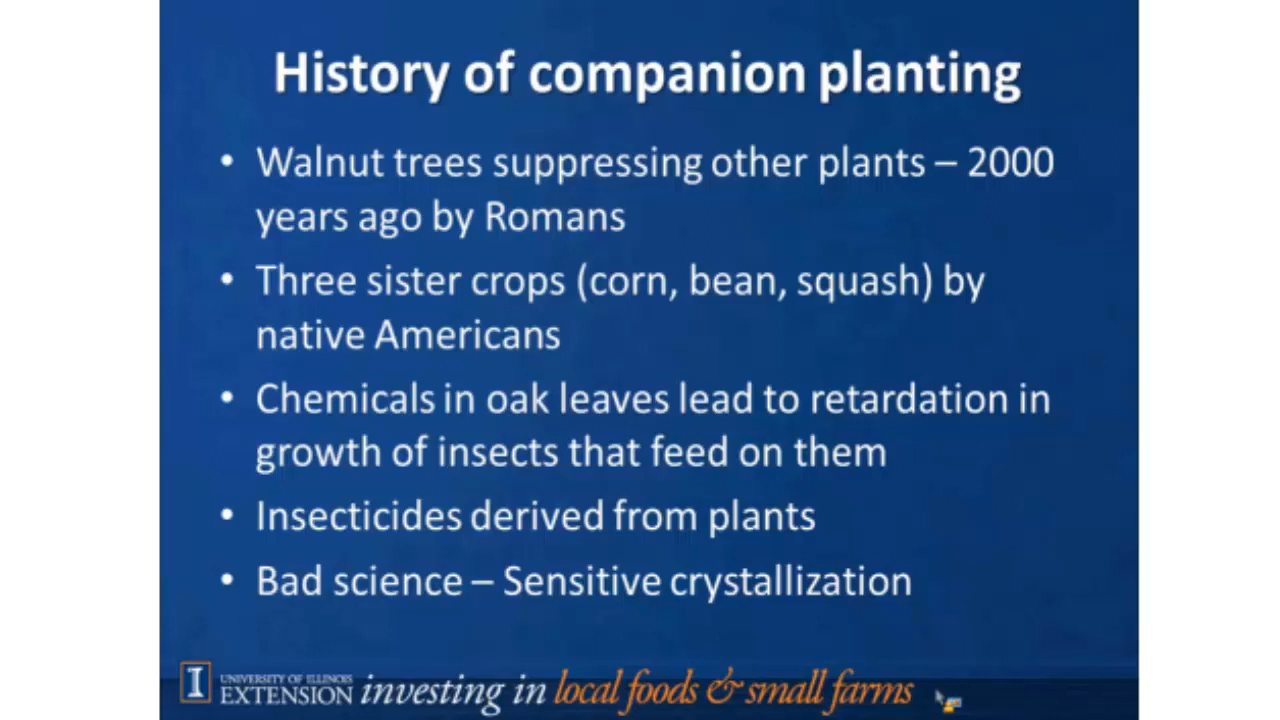 History of companion planting
• Walnut trees suppressing other plants – 2000
years ago by Romans
• Three sister crops (corn, bean, squash) by
native Americans
• Chemicals in oak leaves lead to retardation in
growth of insects that feed on them
• Insecticides derived from plants
• Bad science – Sensitive crystallization
I UNIVERSITY OF ILLINOIS
EXTENSION investing in local foods & small farms